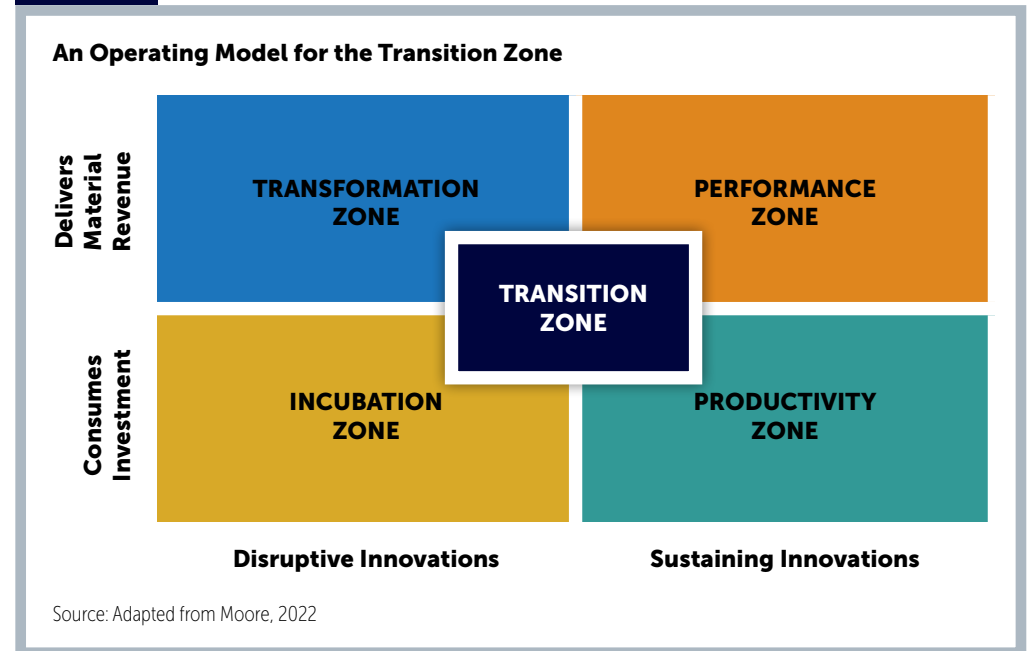 An Operating Model for the Transition Zone
Delivers
Material
Revenue
TRANSFORMATION
ZONE
PERFORMANCE
ZONE
TRANSITION
ZONE
Consumes
Investment
INCUBATION
ZONE
PRODUCTIVITY
ZONE
Disruptive Innovations
Sustaining Innovations
Source: Adapted from Moore, 2022